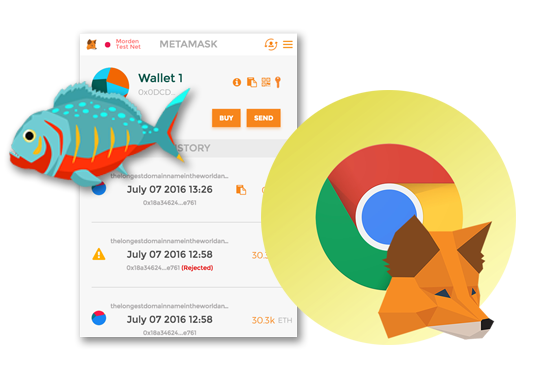 Morden
Test Net
METAMASK
Wallet 1
0x0DCD...
BUY
SEND
STORY
thelongestdomainnameintheworldan...
July 07 2016 13:26
0x18a34624...e761
thelongestdomainnameintheworldan...
July 07 2016 12:58
30.3
0x18a34624...e761 (Rejected)
thelongestdomainnameintheworldan...
July 07 2016 12:58
30.3k ETH
0x18a34624...e761